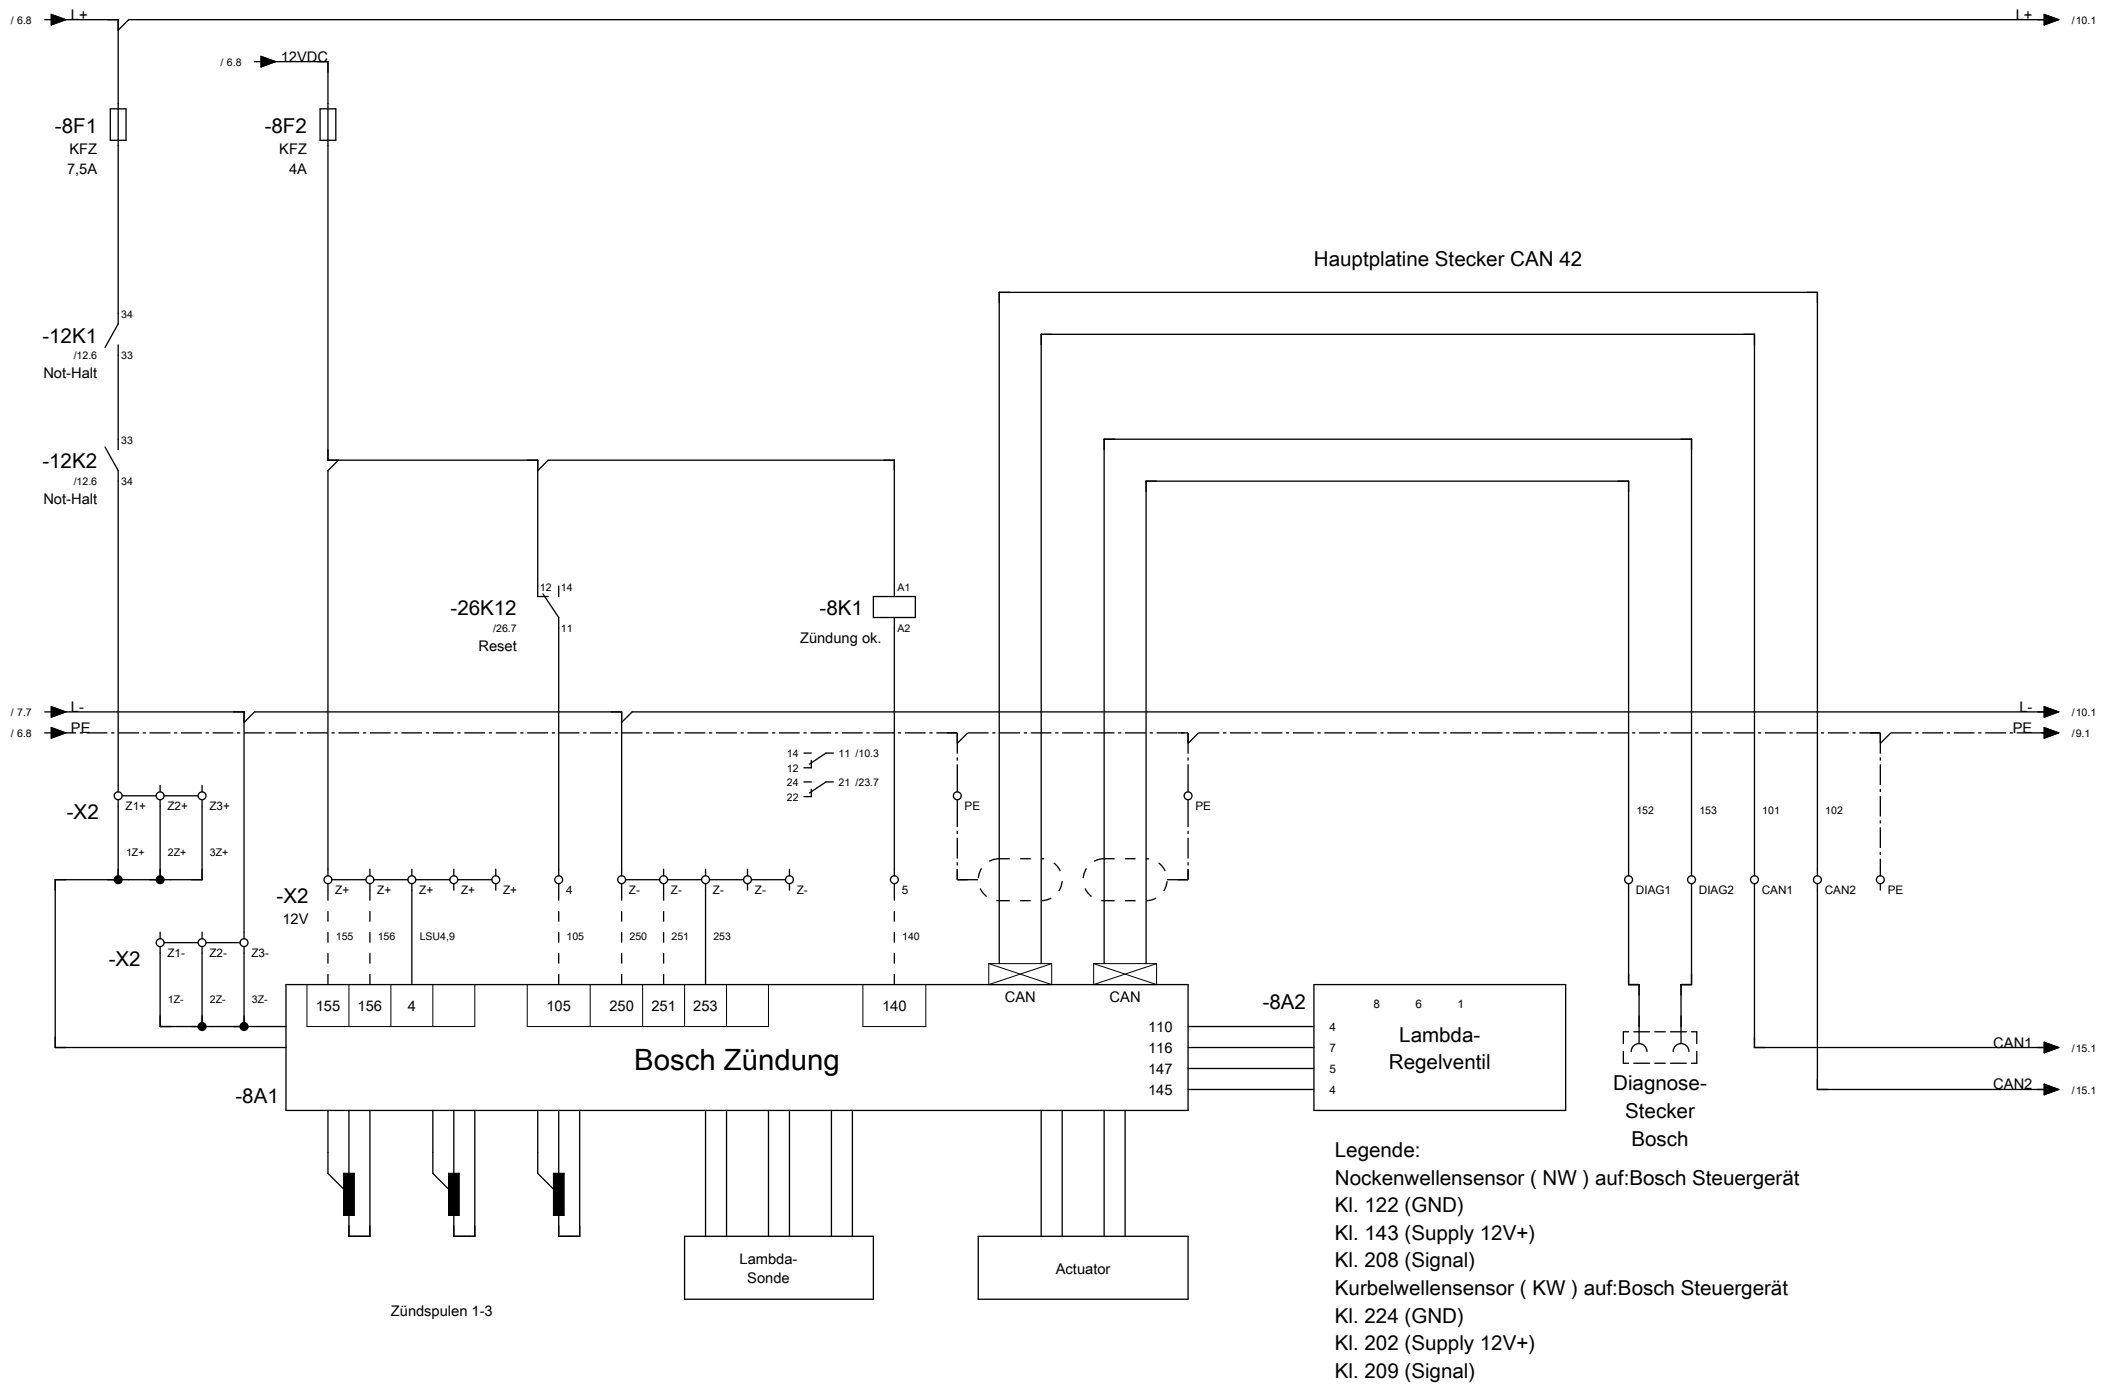 / 6.8 L+ L+ /10.1
/ 6.8 12VDC
-8F1
KFZ
7,5A
-8F2
KFZ
4A
Hauptplatine Stecker CAN 42
34
-12K1
/12.6 33
Not-Halt
33
-12K2
/12.6 34
Not-Halt
12 14
-26K12
/26.7 11
Reset
A1
-8K1
A2
Zündung ok.
/ 7.7 L- L- /10.1
/ 6.8 PE PE /9.1
14 11 /10.3
12
24 21 /23.7
22
-X2 Z1+ Z2+ Z3+
PE PE
152 153 101 102
1Z+ 2Z+ 3Z+
-X2 Z+ Z+ Z+ Z+ Z+ 4 Z- Z- Z- Z- Z- 5
12V
DIAG1 DIAG2 CAN1 CAN2 PE
155 156 LSU4,9 105 250 251 253 140
-X2 Z1- Z2- Z3-
1Z- 2Z- 3Z-
155 156 4 105 250 251 253 140 CAN CAN
-8A2 8 6 1
110 4
116 7
147 5
145 4
Lambda-
Regelventil
Bosch Zündung
-8A1
CAN1 /15.1
CAN2 /15.1
Diagnose-
Stecker
Bosch
Zündspulen 1-3
Lambda-
Sonde
Actuator
Legende:
Nockenwellensensor ( NW ) auf:Bosch Steuergerät
Kl. 122 (GND)
Kl. 143 (Supply 12V+)
Kl. 208 (Signal)
Kurbelwellensensor ( KW ) auf:Bosch Steuergerät
Kl. 224 (GND)
Kl. 202 (Supply 12V+)
Kl. 209 (Signal)